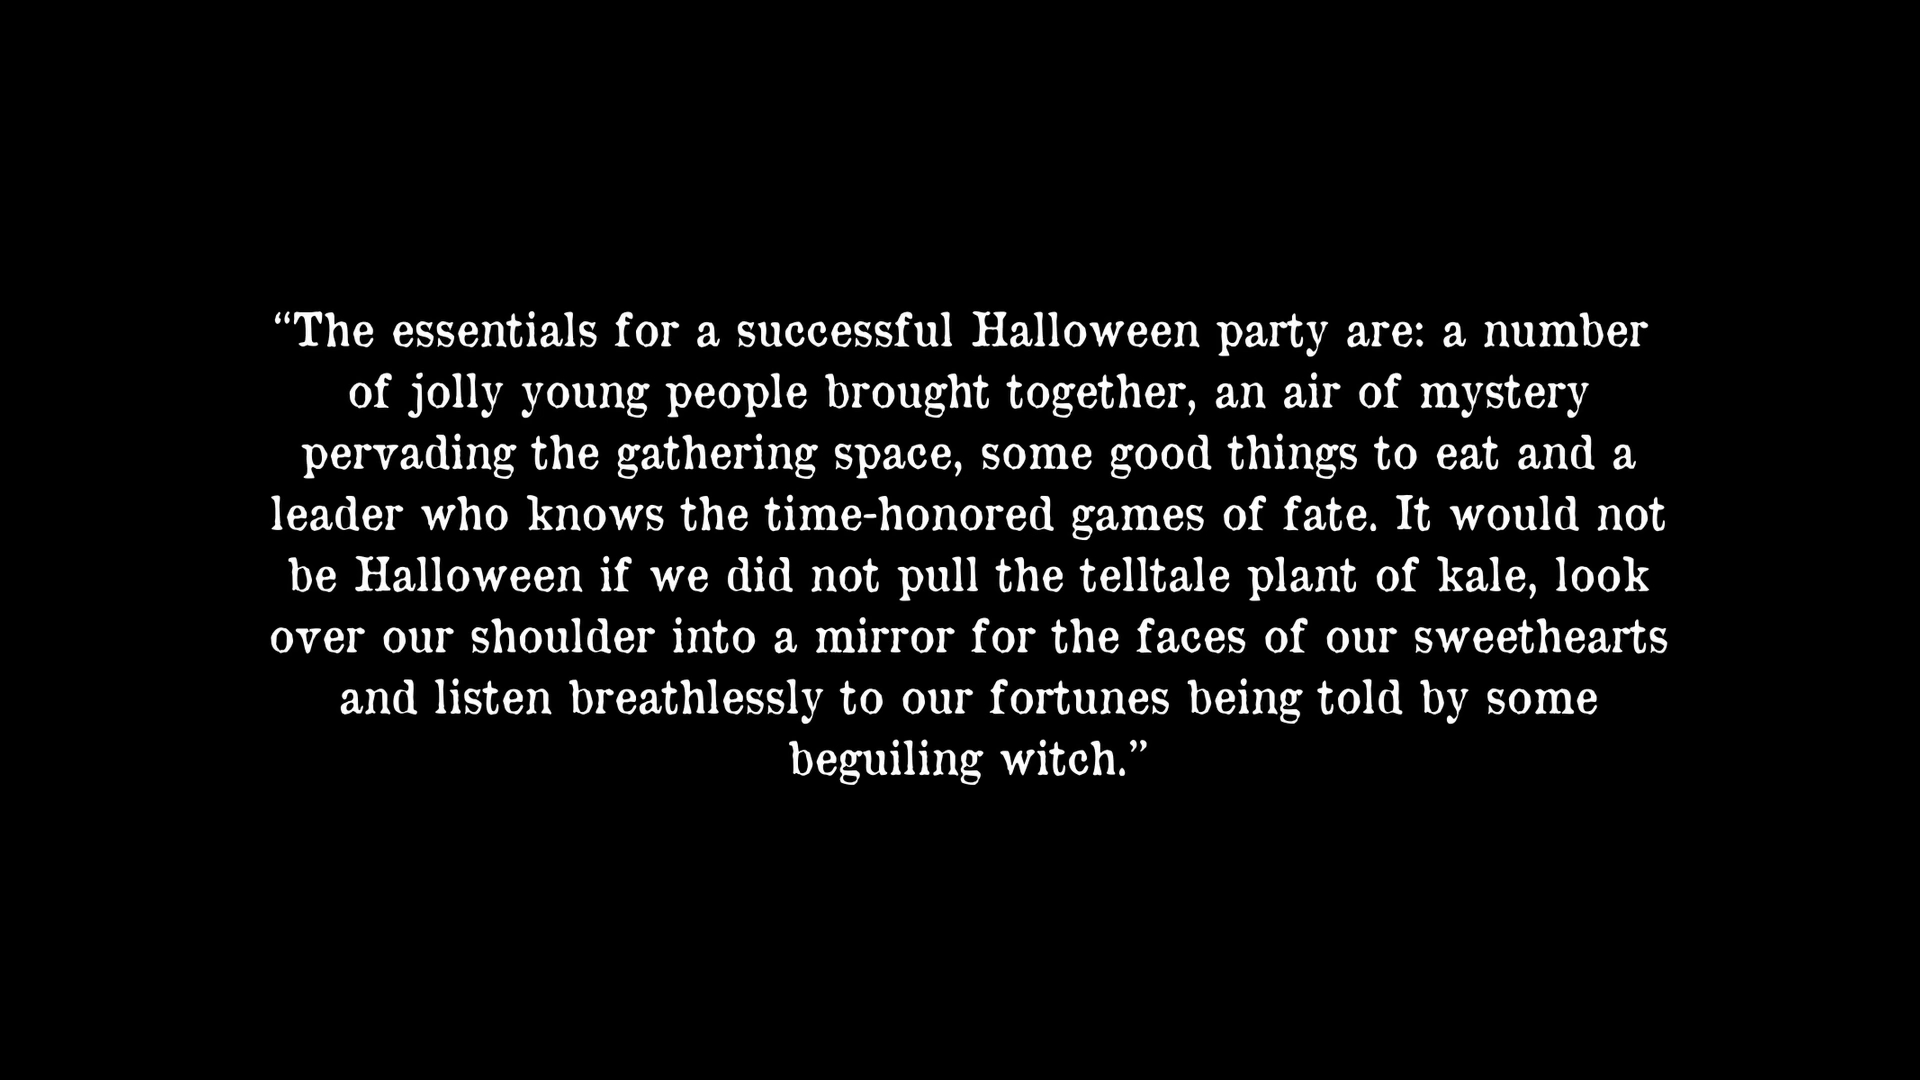 “The essentials for a successful Halloween party are: a number
of jolly young people brought together, an air of mystery
pervading the gathering space, some good things to eat and a
leader who knows the time-honored games of fate. It would not
be Halloween if we did not pull the telltale plant of kale, look
over our shoulder into a mirror for the faces of our sweethearts
and listen breathlessly to our fortunes being told by some
beguiling witch.”